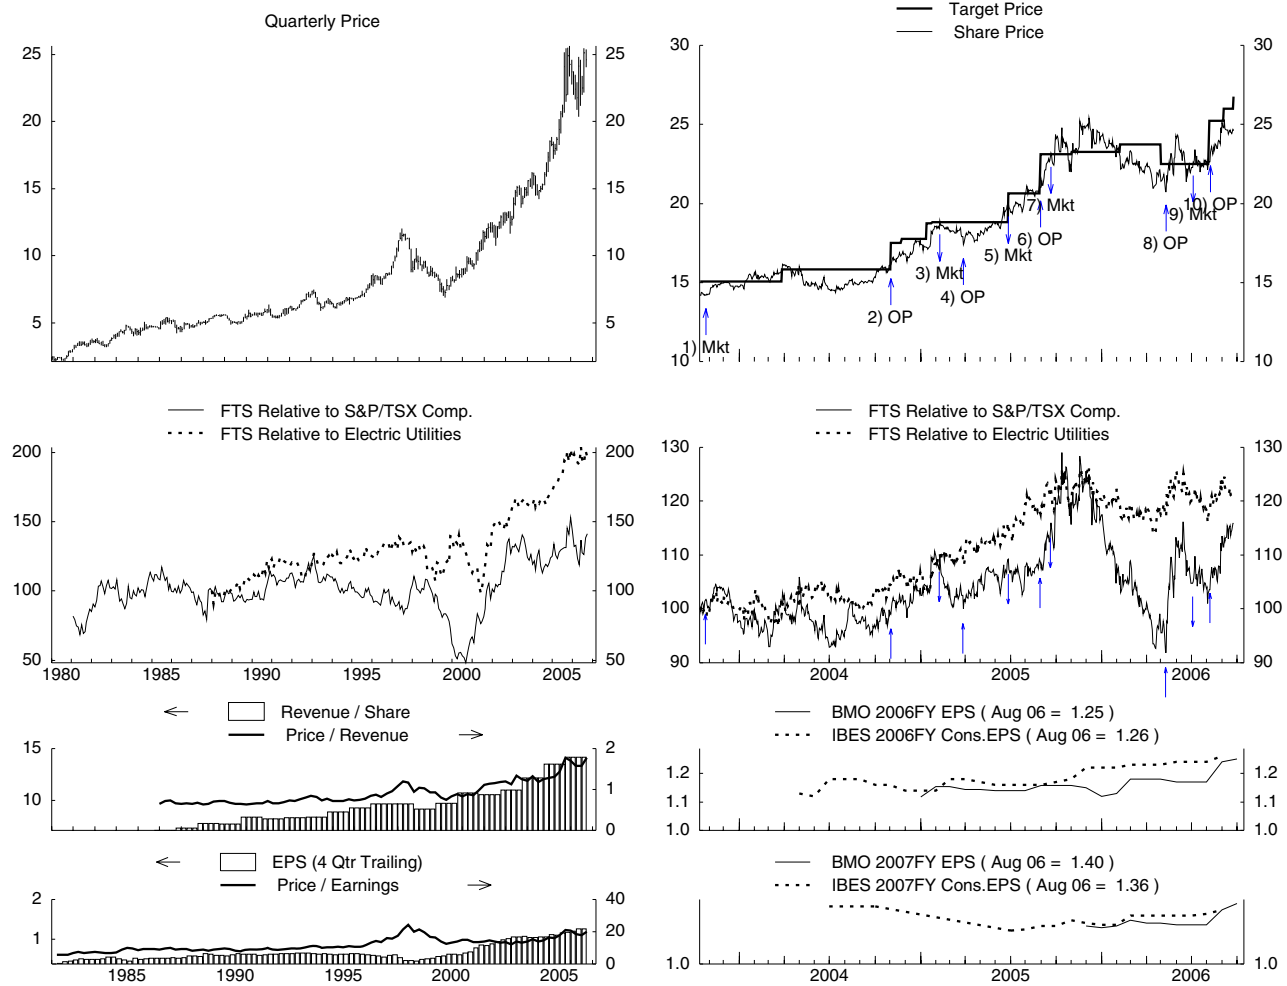 Quarterly Price
25 25
20 20
15 15
10 10
5 5
Target Price
Share Price
30 30
25 25
20 20
15 15
10 10
1) Mkt
2) OP
3) Mkt
4) OP
5) Mkt
6) OP
7) Mkt
8) OP
9) Mkt
10) OP
FTS Relative to S&P/TSX Comp.
FTS Relative to Electric Utilities
200 200
150 150
100 100
50 50
1980 1985 1990 1995 2000 2005
FTS Relative to S&P/TSX Comp.
FTS Relative to Electric Utilities
130 130
120 120
110 110
100 100
90 90
2004 2005 2006
Revenue / Share
Price / Revenue
15 2
10 1
0
BMO 2006FY EPS ( Aug 06 = 1.25 )
IBES 2006FY Cons.EPS ( Aug 06 = 1.26 )
1.2 1.2
1.1 1.1
1.0 1.0
EPS (4 Qtr Trailing)
Price / Earnings
2 40
1 20
0
1985 1990 1995 2000 2005
BMO 2007FY EPS ( Aug 06 = 1.40 )
IBES 2007FY Cons.EPS ( Aug 06 = 1.36 )
1.0 1.0
2004 2005 2006